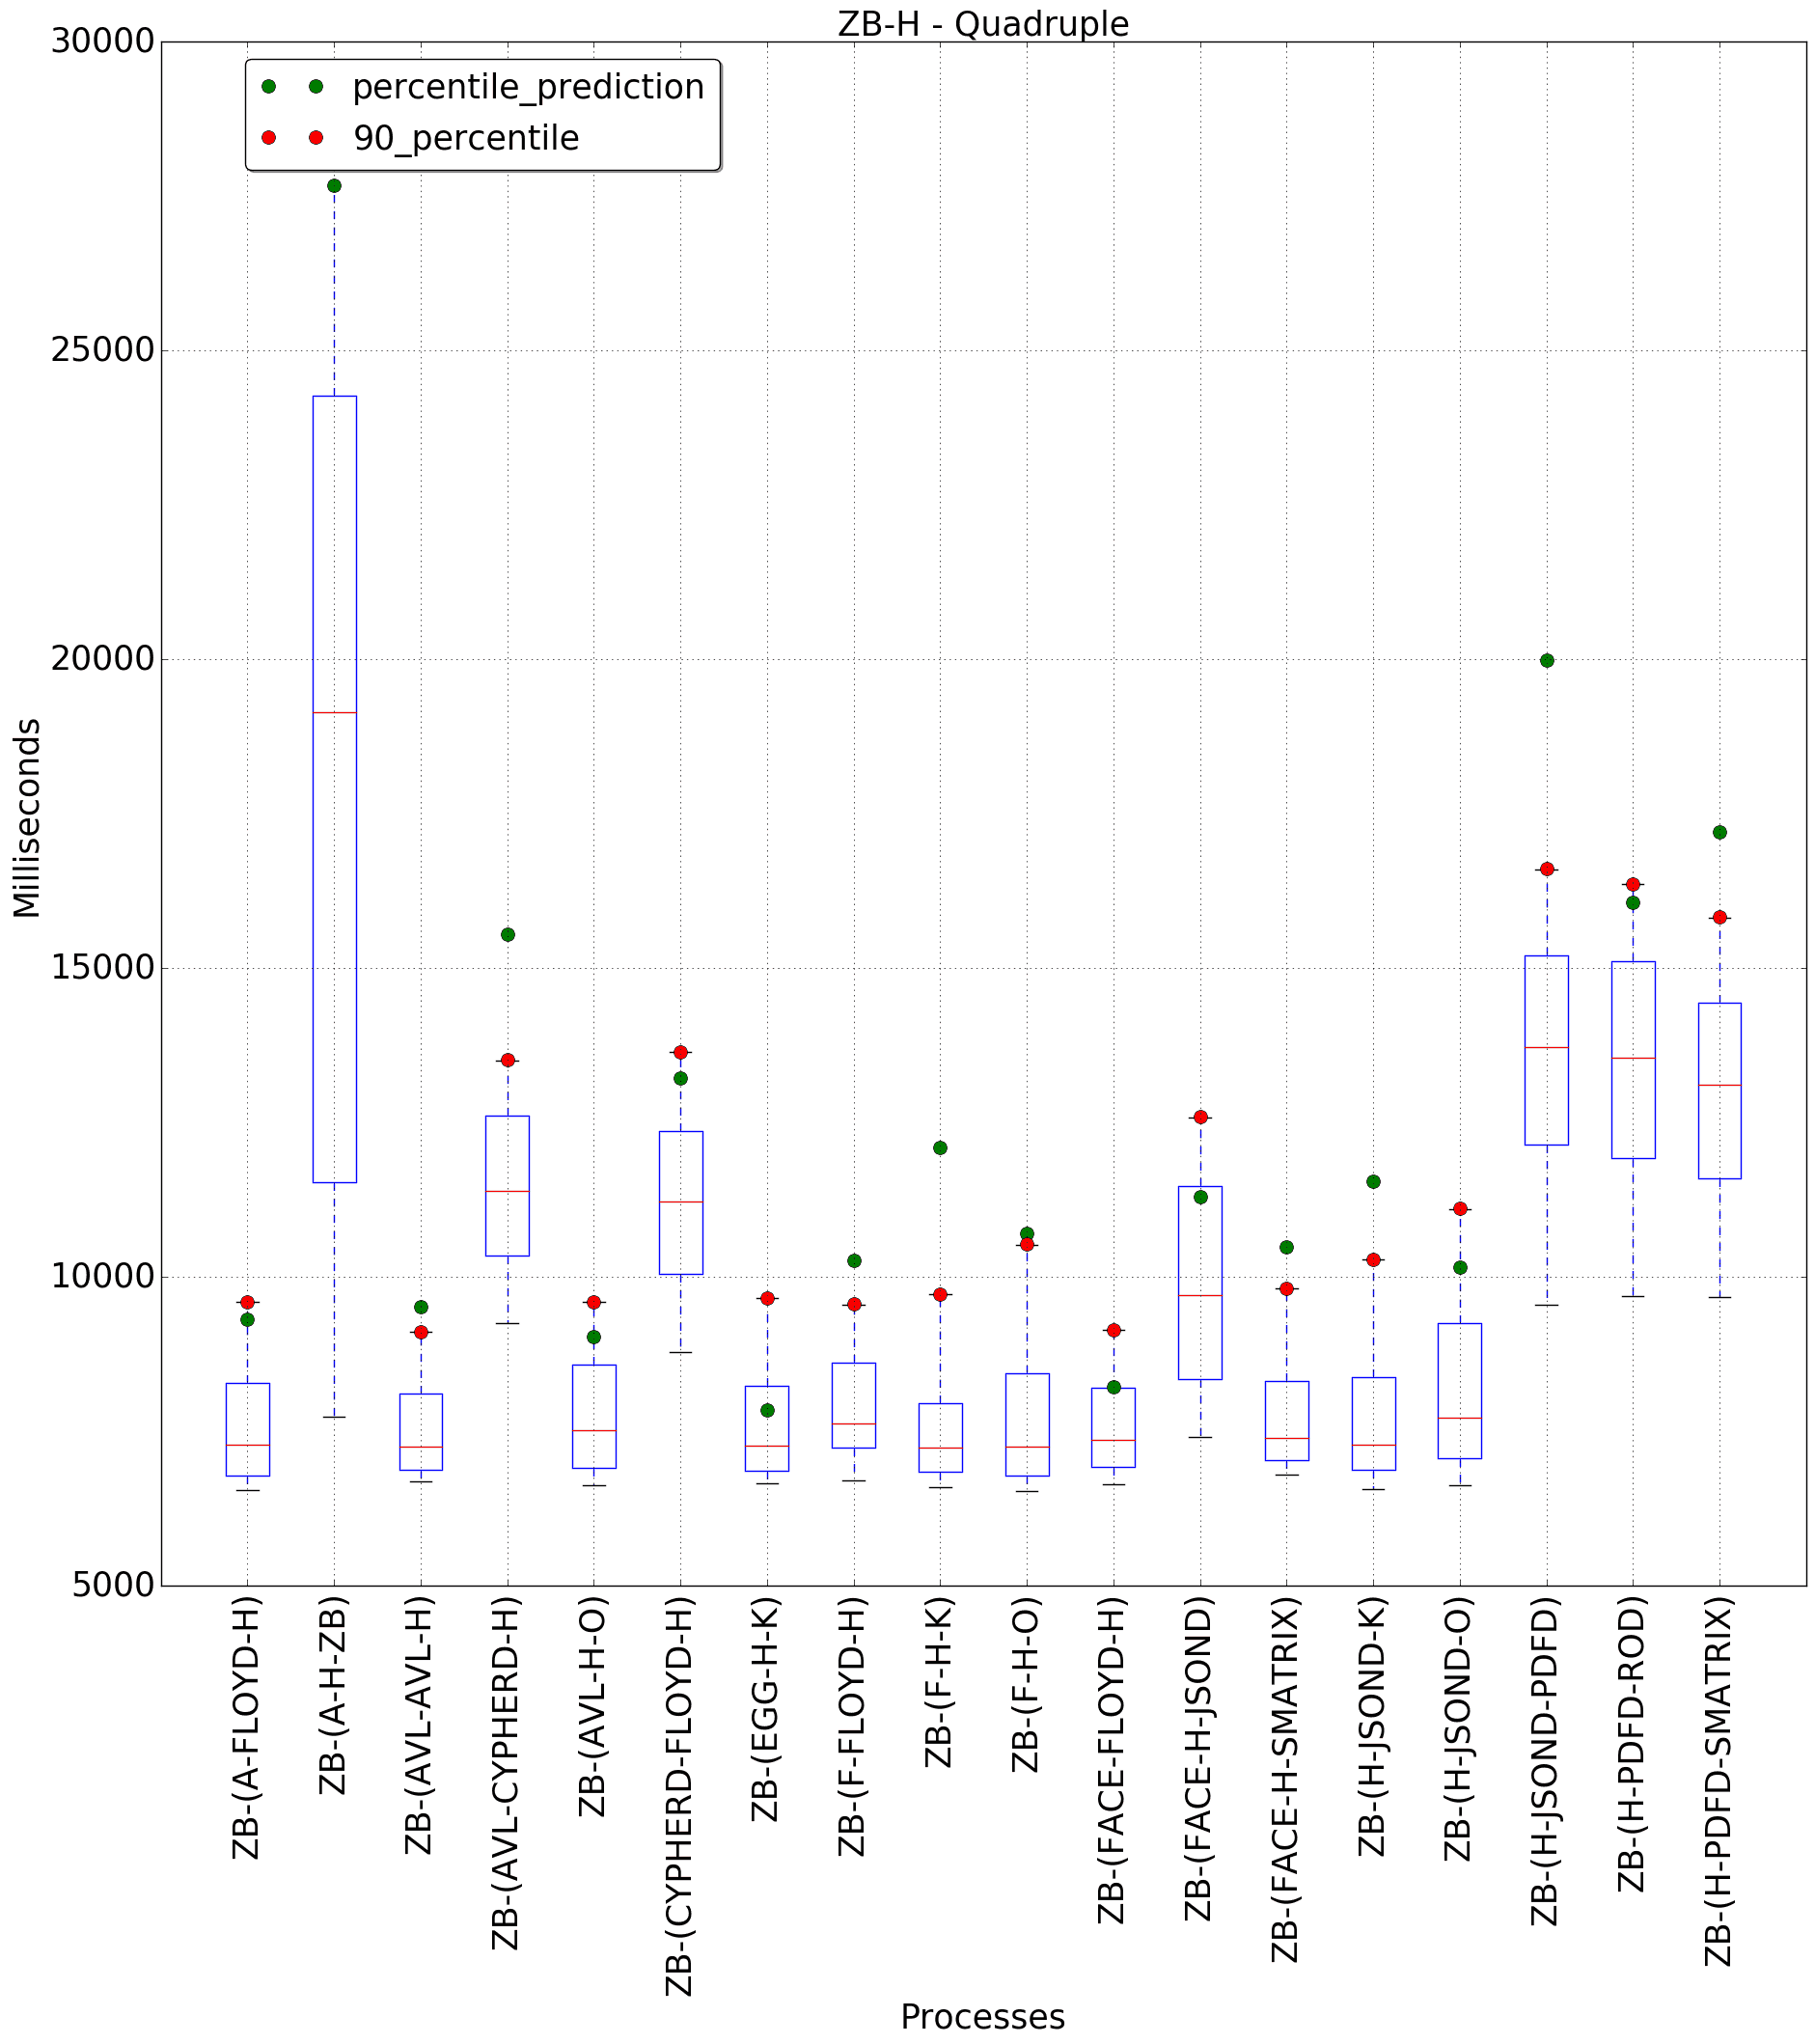 ZB-H - Quadruple
percentile_prediction
90_percentile
30000
25000
20000
15000
10000
5000
Milliseconds
ZB-(A-FLOYD-H)
ZB-(A-H-ZB)
ZB-(AVL-AVL-H)
ZB-(AVL-CYPHERD-H)
ZB-(AVL-H-O)
ZB-(CYPHERD-FLOYD-H)
ZB-(EGG-H-K)
ZB-(F-FLOYD-H)
ZB-(F-H-K)
ZB-(F-H-O)
ZB-(FACE-FLOYD-H)
ZB-(FACE-H-JSOND)
ZB-(FACE-H-SMATRIX)
ZB-(H-JSOND-K)
ZB-(H-JSOND-O)
ZB-(H-JSOND-PDFD)
ZB-(H-PDFD-ROD)
ZB-(H-PDFD-SMATRIX)
Processes